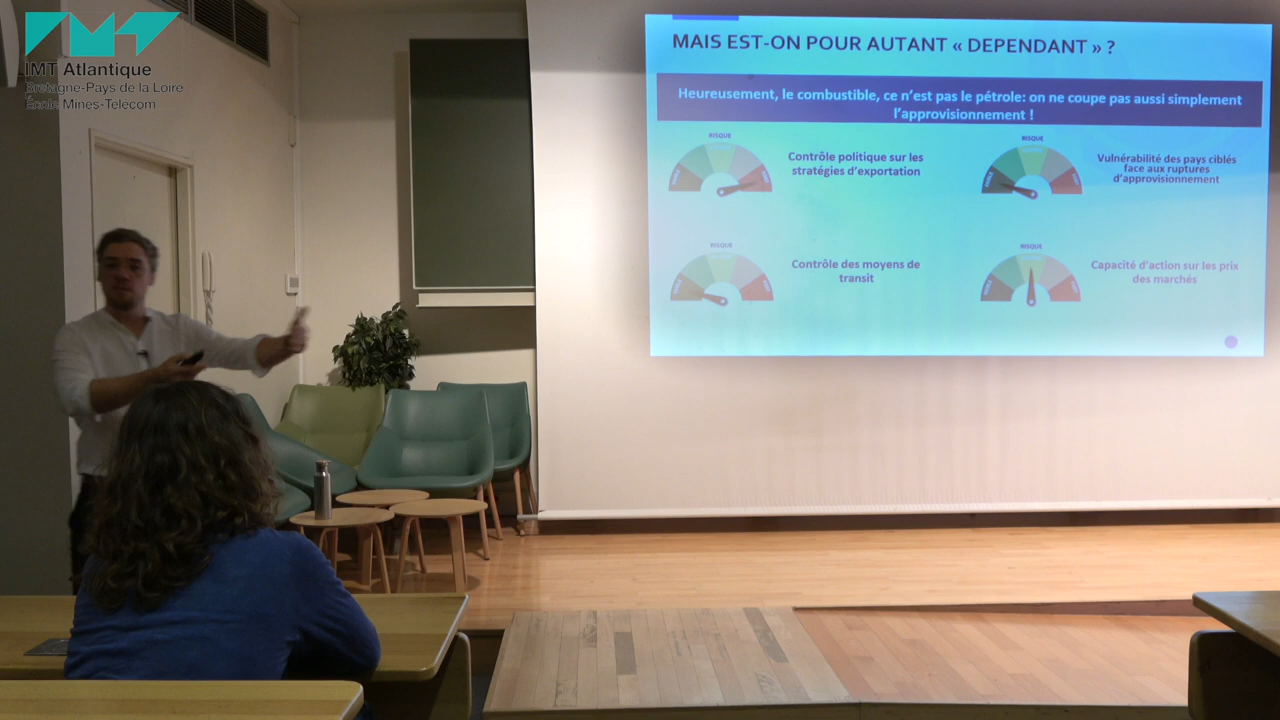 IMT Atlantique
Bretagne-Pays de la Loire
École Mines-Telecom
MAIS EST-ON POUR AUTANT « DEPENDANT » ?
Heureusement, le combustible, ce n'est pas le pétrole: on ne coupe pas aussi simplement
l'approvisionnement !
RISQUE
Contrôle politique sur les
stratégies d'exportation
RISQUE
Vulnérabilité des pays ciblés
face aux ruptures
d'approvisionnement
RISQUE
Contrôle des moyens de
transit
RISQUE
Capacité d'action sur les prix
des marchés